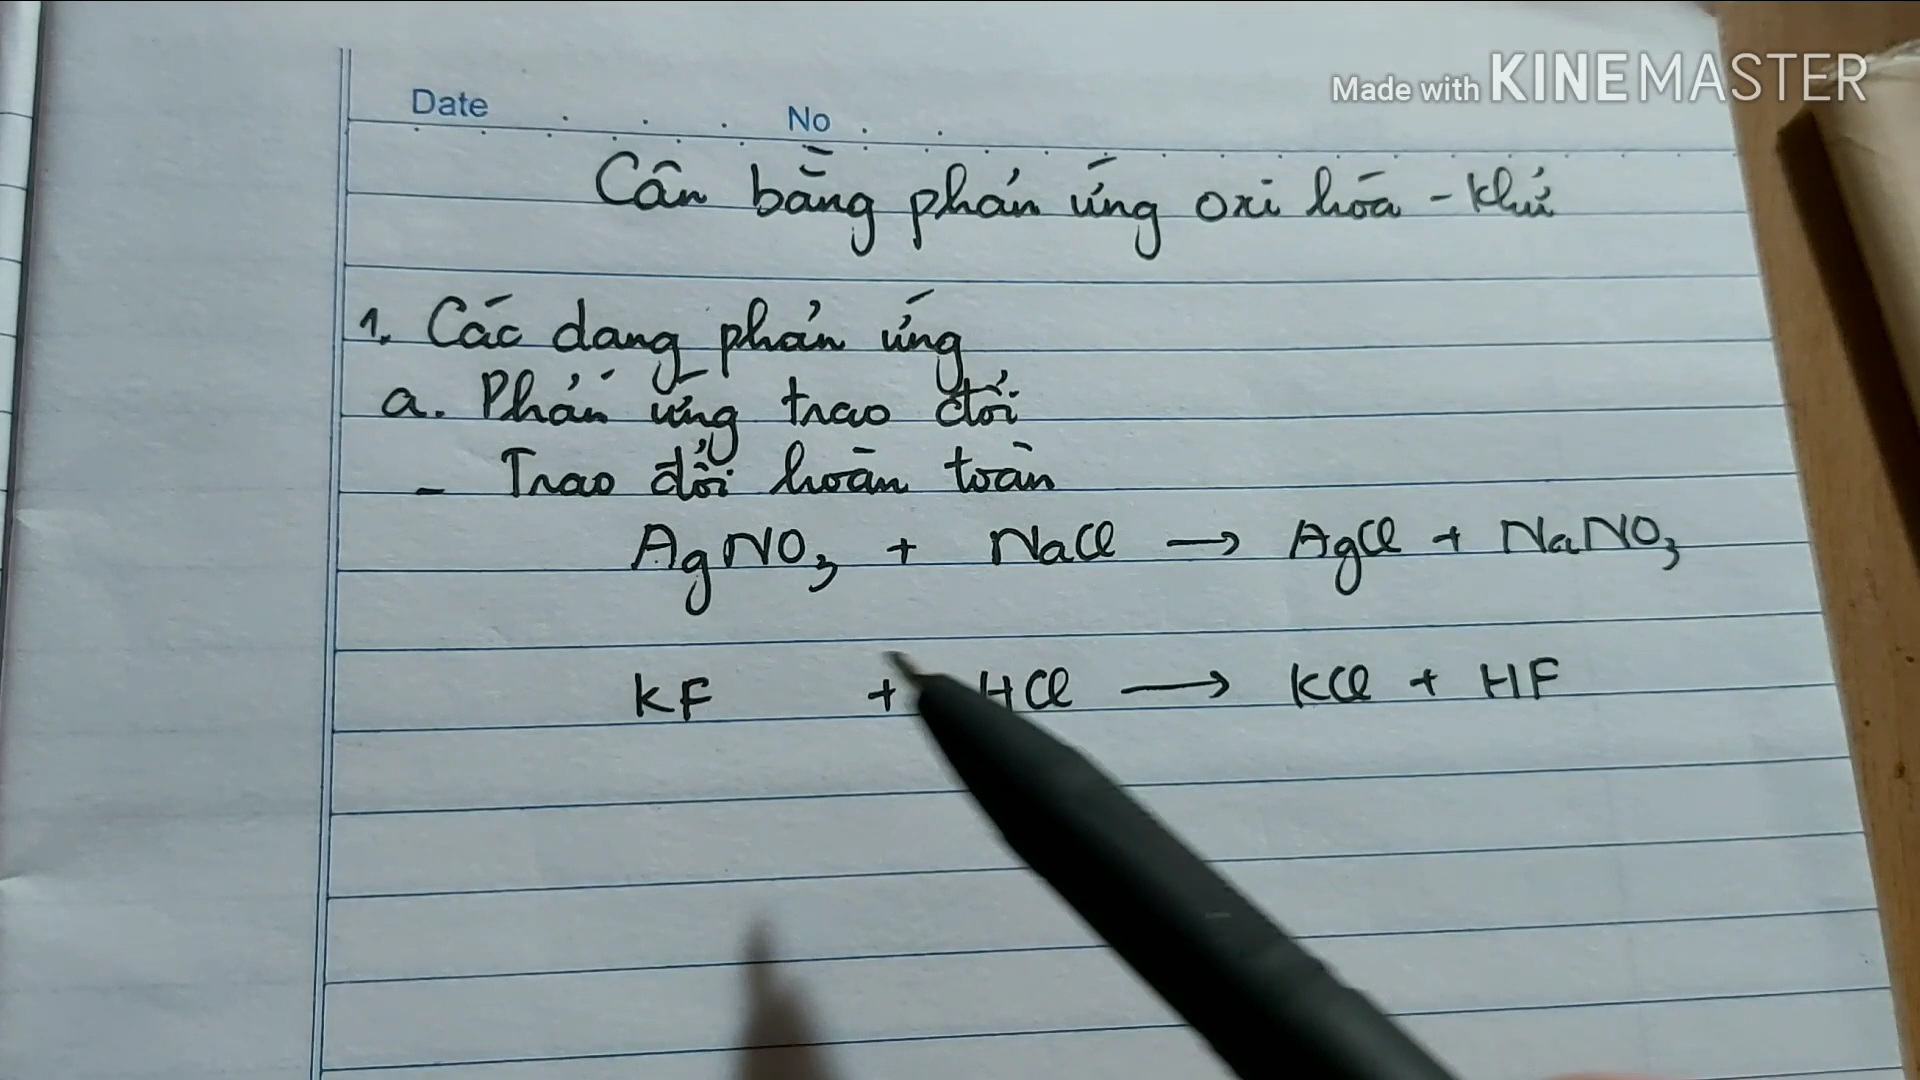 Made with KINEMASTER
Date No
Cân bằng phản ứng oxi hóa - khử
1. Các dạng phản ứng
a. Phản ứng trao đổi
- Trao đổi hoàn toàn
AgNO₃ + NaCl → AgCl + NaNO₃
KF + HCl → KCl + HF